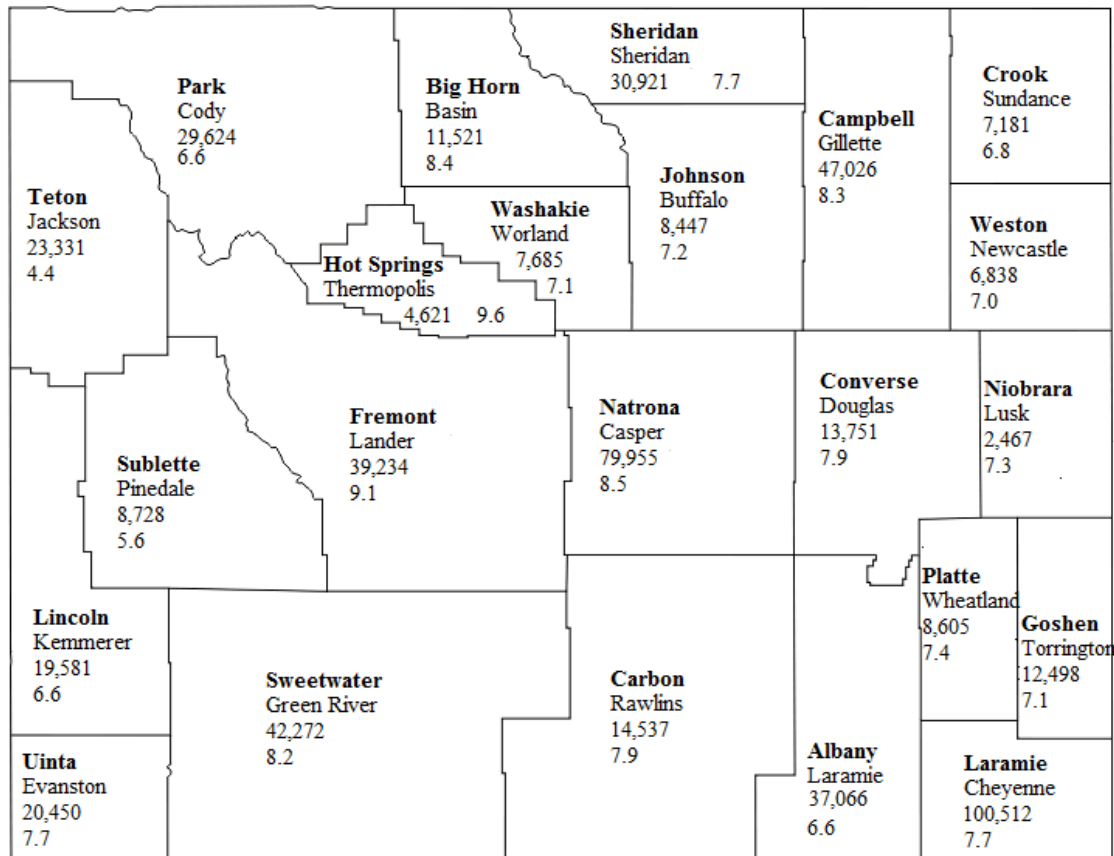 Sheridan
Sheridan
30,921 7.7
Park
Cody
29,624
6.6
Big Horn
Basin
11,521
8.4
Crook
Sundance
7,181
6.8
Campbell
Gillette
47,026
8.3
Johnson
Buffalo
8,447
7.2
Teton
Jackson
23,331
4.4
Washakie
Worland
7,685
7.1
Weston
Newcastle
6,838
7.0
Hot Springs
Thermopolis
4,621 9.6
Converse
Douglas
13,751
7.9
Niobrara
Lusk
2,467
7.3
Natrona
Casper
79,955
8.5
Fremont
Lander
39,234
9.1
Sublette
Pinedale
8,728
5.6
Platte
Wheatland
8,605
7.4
Lincoln
Kemmerer
19,581
6.6
Goshen
Torrington
12,498
7.1
Sweetwater
Green River
42,272
8.2
Carbon
Rawlins
14,537
7.9
Albany
Laramie
37,066
6.6
Uinta
Evanston
20,450
7.7
Laramie
Cheyenne
100,512
7.7